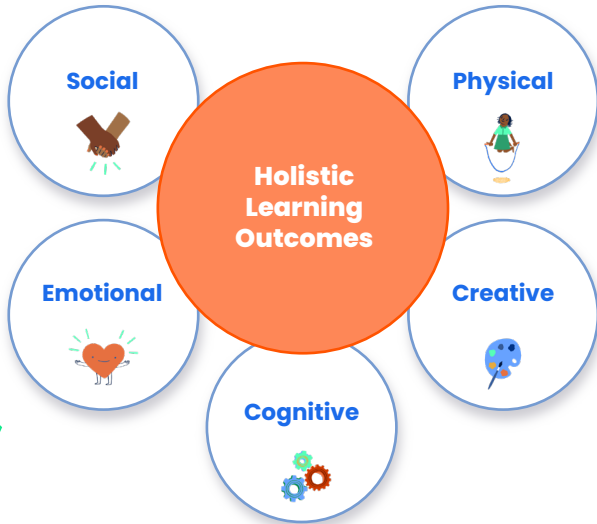 Social
Physical
Holistic
Learning
Outcomes
Emotional
Creative
Cognitive